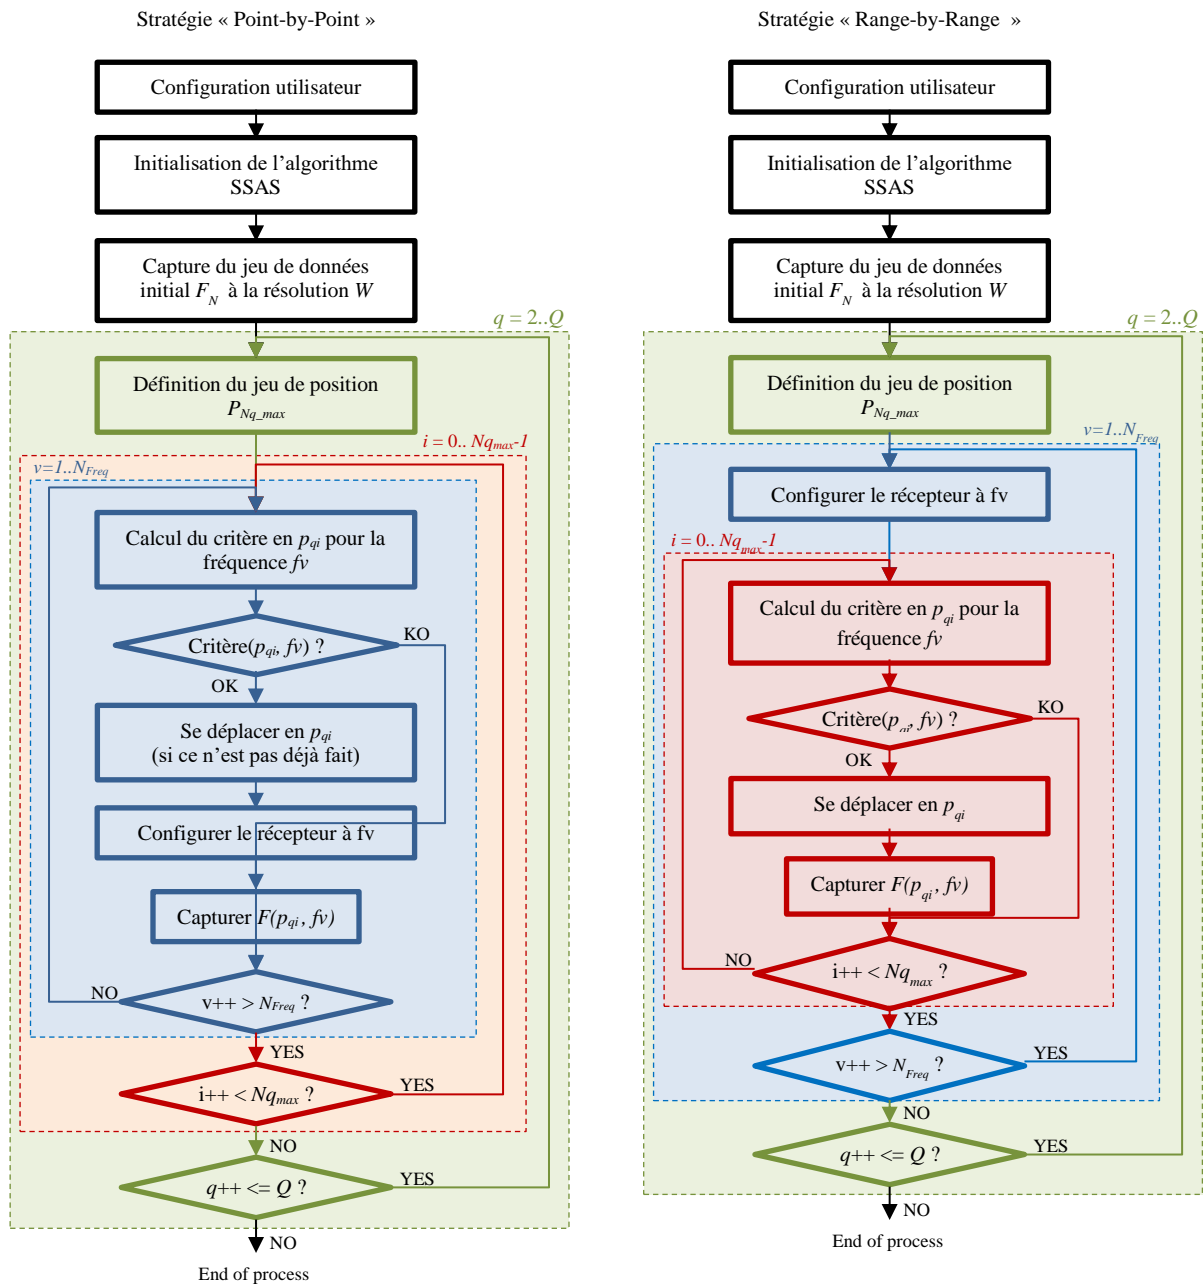 Stratégie « Point-by-Point »
Configuration utilisateur
Initialisation de l’algorithme
SSAS
Capture du jeu de données
initial F_N à la résolution W
q = 2..Q
Définition du jeu de position
P_Nq_max
i = 0.. Nq_max-1
v=1..N_Freq
Calcul du critère en p_qi pour la
fréquence fv
Critère(p_qi, fv) ?
KO
OK
Se déplacer en p_qi
(si ce n’est pas déjà fait)
Configurer le récepteur à fv
Capturer F(p_qi , fv)
NO
v++ > N_Freq ?
YES
i++ < Nq_max ?
YES
NO
q++ <= Q ?
YES
NO
End of process
Stratégie « Range-by-Range »
Configuration utilisateur
Initialisation de l’algorithme
SSAS
Capture du jeu de données
initial F_N à la résolution W
q = 2..Q
Définition du jeu de position
P_Nq_max
v=1..N_Freq
Configurer le récepteur à fv
i = 0.. Nq_max-1
Calcul du critère en p_qi pour la
fréquence fv
Critère(p_qi, fv) ?
KO
OK
Se déplacer en p_qi
Capturer F(p_qi , fv)
NO
i++ < Nq_max ?
YES
v++ > N_Freq ?
YES
NO
q++ <= Q ?
YES
NO
End of process